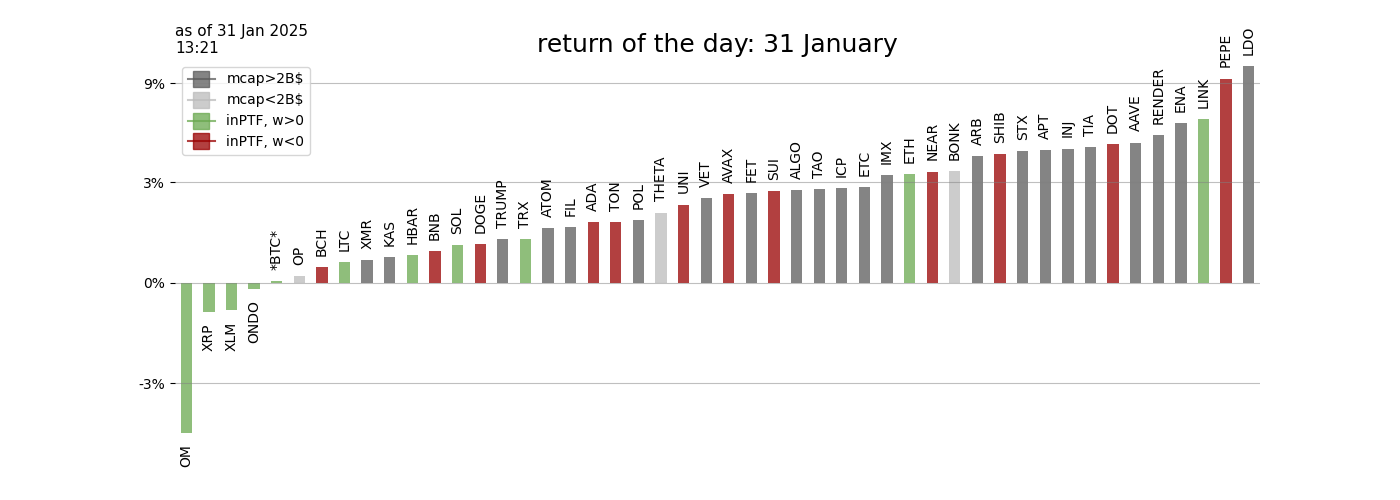 as of 31 Jan 2025
13:21
return of the day: 31 January
mcap>2B$
mcap<2B$
inPTF, w>0
inPTF, w<0
9%
3%
0%
-3%
OM
XRP
XLM
ONDO
*BTC*
OP
BCH
LTC
XMR
KAS
HBAR
BNB
SOL
DOGE
TRUMP
TRX
ATOM
FIL
ADA
TON
POL
THETA
UNI
VET
AVAX
FET
SUI
ALGO
TAO
ICP
ETC
IMX
ETH
NEAR
BONK
ARB
SHIB
STX
APT
INJ
TIA
DOT
AAVE
RENDER
ENA
LINK
PEPE
LDO